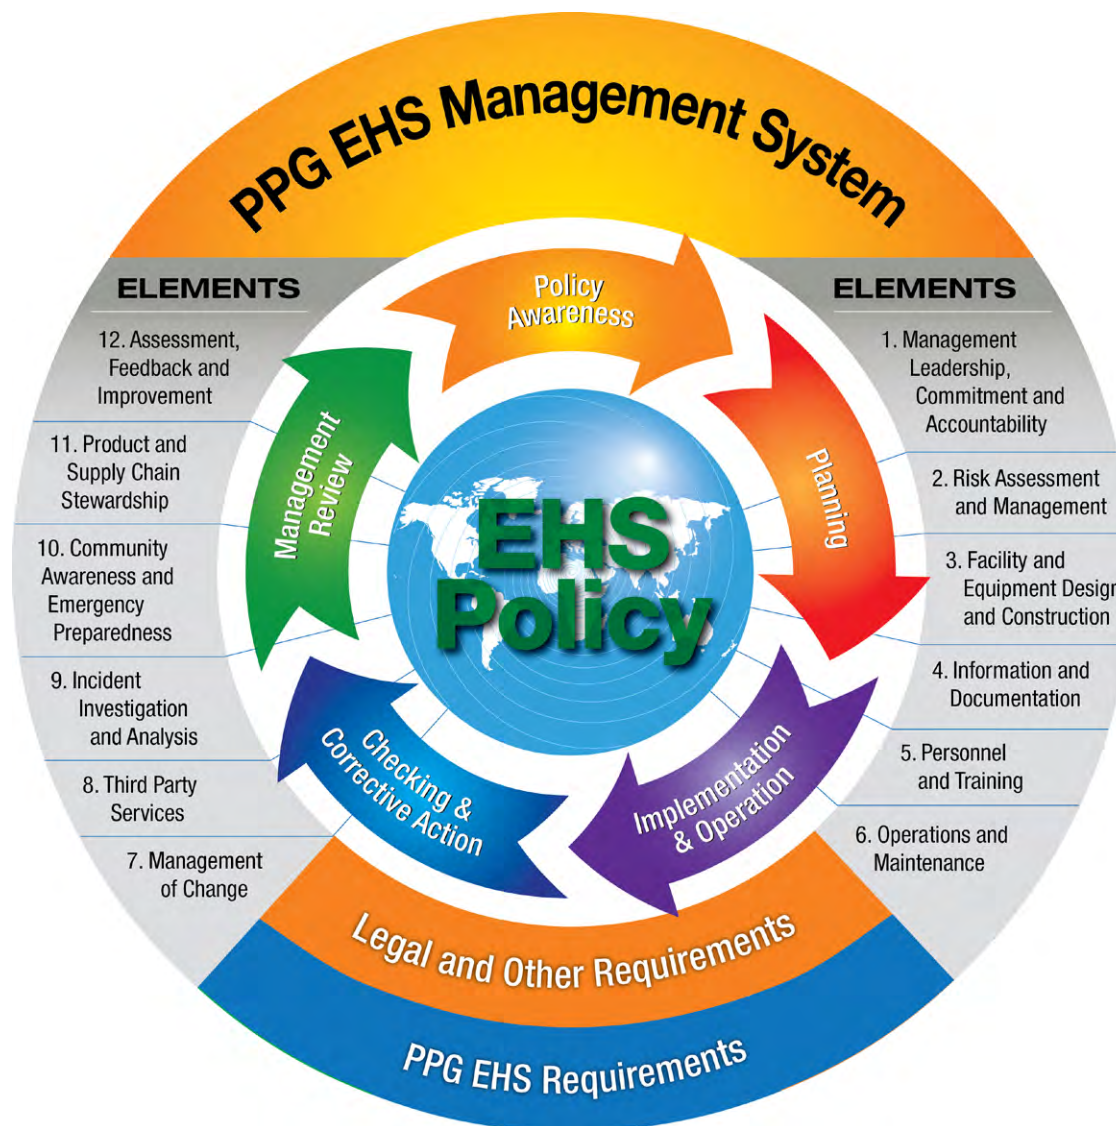 PPG EHS Management System
ELEMENTS
12. Assessment,
Feedback and
Improvement
11. Product and
Supply Chain
Stewardship
10. Community
Awareness and
Emergency
Preparedness
9. Incident
Investigation
and Analysis
8. Third Party
Services
7. Management
of Change
ELEMENTS
1. Management
Leadership,
Commitment and
Accountability
2. Risk Assessment
and Management
3. Facility and
Equipment Design
and Construction
4. Information and
Documentation
5. Personnel
and Training
6. Operations and
Maintenance
Policy
Awareness
Planning
Implementation
& Operation
Checking &
Corrective Action
Management
Review
EHS
Policy
Legal and Other Requirements
PPG EHS Requirements